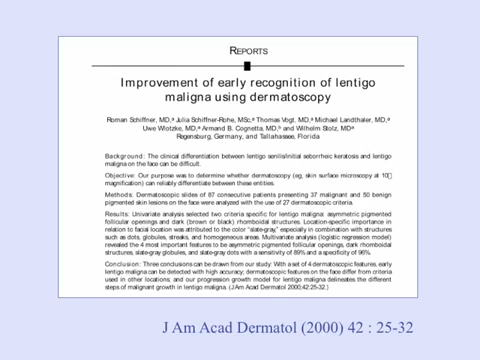 REPORTS
Improvement of early recognition of lentigo
maligna using dermatoscopy
Roman Schiffner, MD,a Julia Schiffner-Rohe, MSc,a Thomas Vogt, MD,a Michael Landthaler, MD,a
Uwe Wlotzke, MD,a Armand B. Cognetta, MD,b and Wilhelm Stolz, MDa
Regensburg, Germany, and Tallahassee, Florida
Background: The clinical differentiation between lentigo senilis/initial seborrheic keratosis and lentigo
maligna on the face can be difficult.
Objective: Our purpose was to determine whether dermatoscopy (eg, skin surface microscopy at 10□
magnification) can reliably differentiate between these entities.
Methods: Dermatoscopic slides of 87 consecutive patients presenting 37 malignant and 50 benign
pigmented skin lesions on the face were analyzed with the use of 27 dermatoscopic criteria.
Results: Univariate analysis selected two criteria specific for lentigo maligna: asymmetric pigmented
follicular openings and dark (brown or black) rhomboidal structures. Location-specific importance in
relation to facial location was attributed to the color "slate-gray," especially in combination with structures
such as dots, globules, streaks, and homogeneous areas. Multivariate analysis (logistic regression model)
revealed the 4 most important features to be asymmetric pigmented follicular openings, dark rhomboidal
structures, slate-gray globules, and slate-gray dots with a sensitivity of 89% and a specificity of 96%.
Conclusion: Three conclusions can be drawn from our study: With a set of 4 dermatoscopic features, early
lentigo maligna can be detected with high accuracy; dermatoscopic features on the face differ from criteria
used in other locations; and our progression growth model for lentigo maligna delineates the different
steps of malignant growth in lentigo maligna. (J Am Acad Dermatol 2000;42:25-32.)
J Am Acad Dermatol (2000) 42 : 25-32